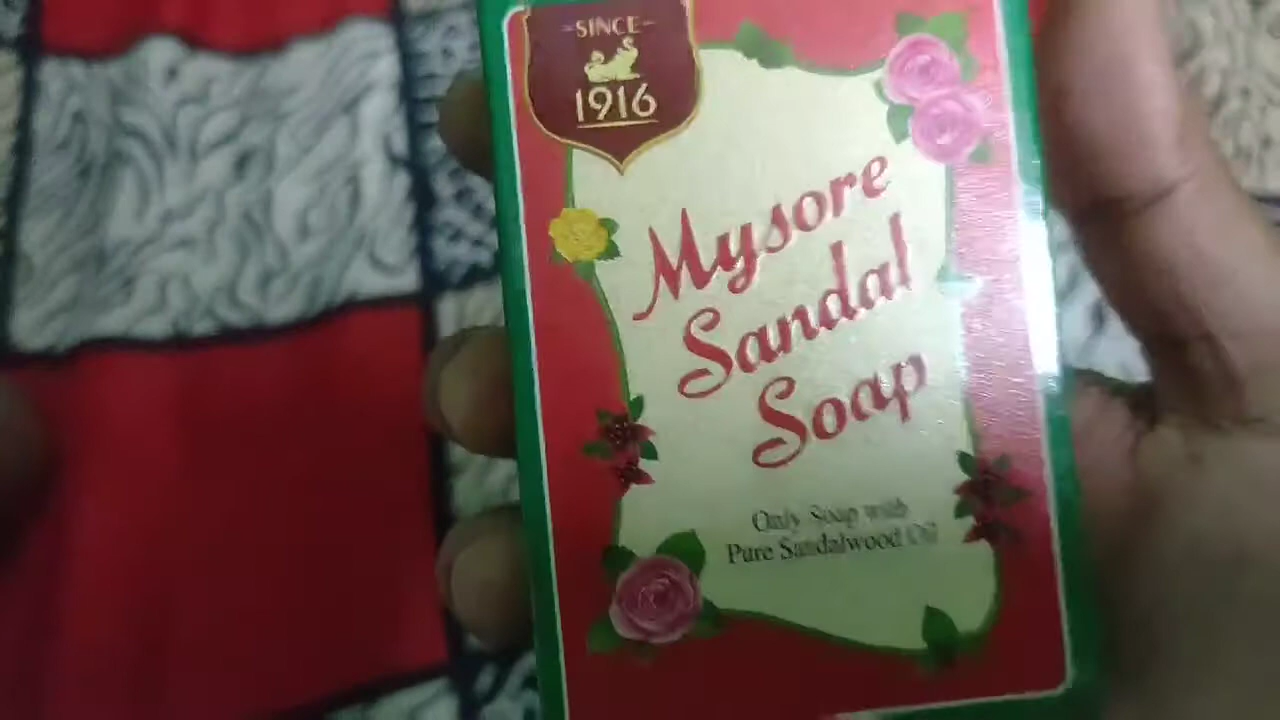 SINCE
1916
Mysore
Sandal
Soap
Only Soap with
Pure Sandalwood Oil